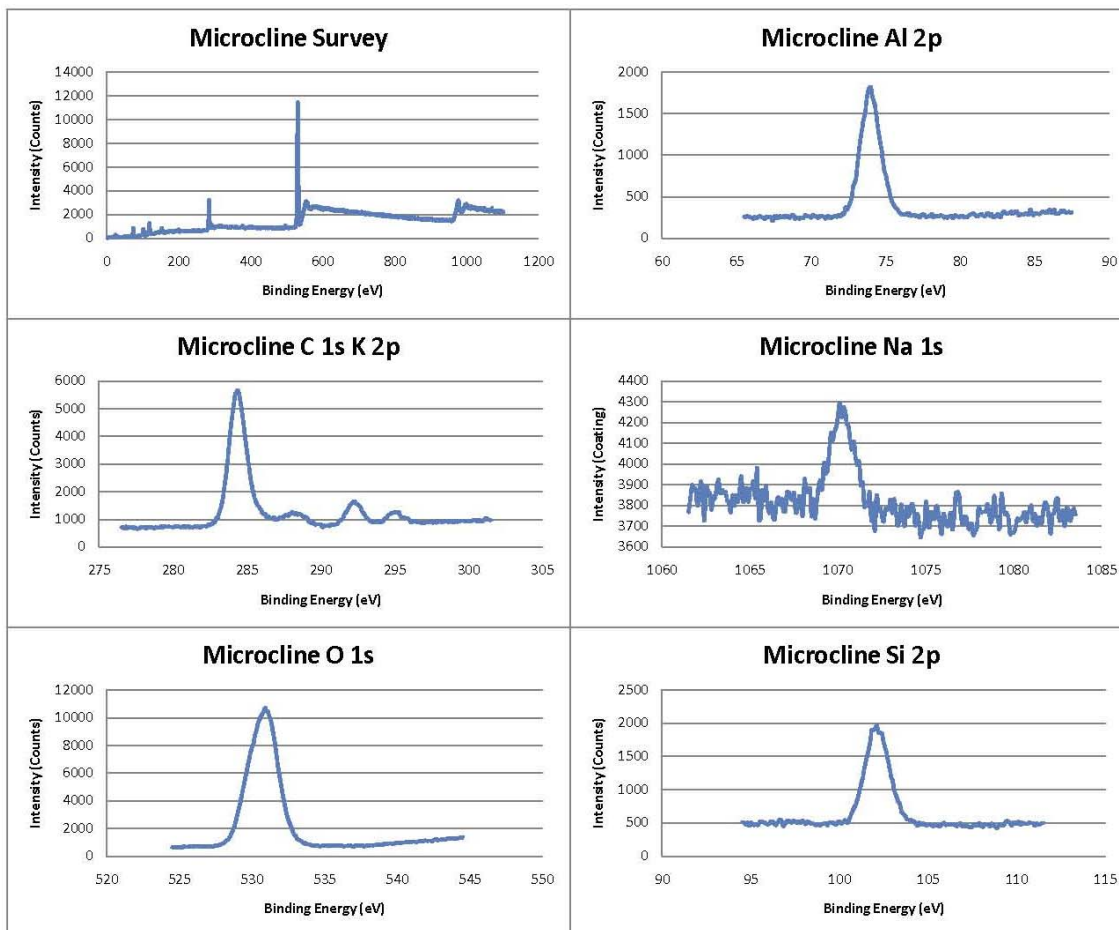 Microcline Survey
Intensity (Counts)
14000
12000
10000
8000
6000
4000
2000
0
0 200 400 600 800 1000 1200
Binding Energy (eV)
Microcline Al 2p
Intensity (Counts)
2000
1500
1000
500
0
60 65 70 75 80 85 90
Binding Energy (eV)
Microcline C 1s K 2p
Intensity (Counts)
6000
5000
4000
3000
2000
1000
0
275 280 285 290 295 300 305
Binding Energy (eV)
Microcline Na 1s
Intensity (Coating)
4400
4300
4200
4100
4000
3900
3800
3700
3600
1060 1065 1070 1075 1080 1085
Binding Energy (eV)
Microcline O 1s
Intensity (Counts)
12000
10000
8000
6000
4000
2000
0
520 525 530 535 540 545 550
Binding Energy (eV)
Microcline Si 2p
Intensity (Counts)
2500
2000
1500
1000
500
0
90 95 100 105 110 115
Binding Energy (eV)